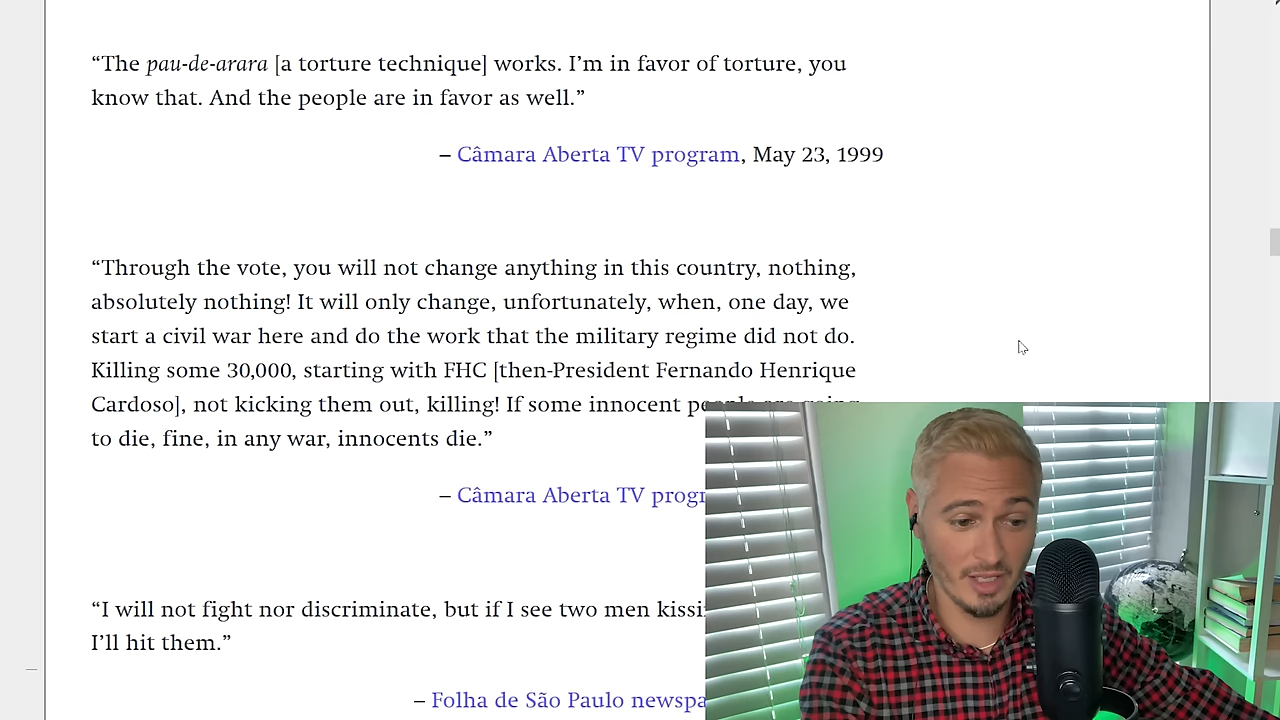 “The pau-de-arara [a torture technique] works. I’m in favor of torture, you
know that. And the people are in favor as well.”
– Câmara Aberta TV program, May 23, 1999
“Through the vote, you will not change anything in this country, nothing,
absolutely nothing! It will only change, unfortunately, when, one day, we
start a civil war here and do the work that the military regime did not do.
Killing some 30,000, starting with FHC [then-President Fernando Henrique
Cardoso], not kicking them out, killing! If some innocent people are going
to die, fine, in any war, innocents die.”
– Câmara Aberta TV progr
“I will not fight nor discriminate, but if I see two men kissi
I’ll hit them.”
– Folha de São Paulo newspa